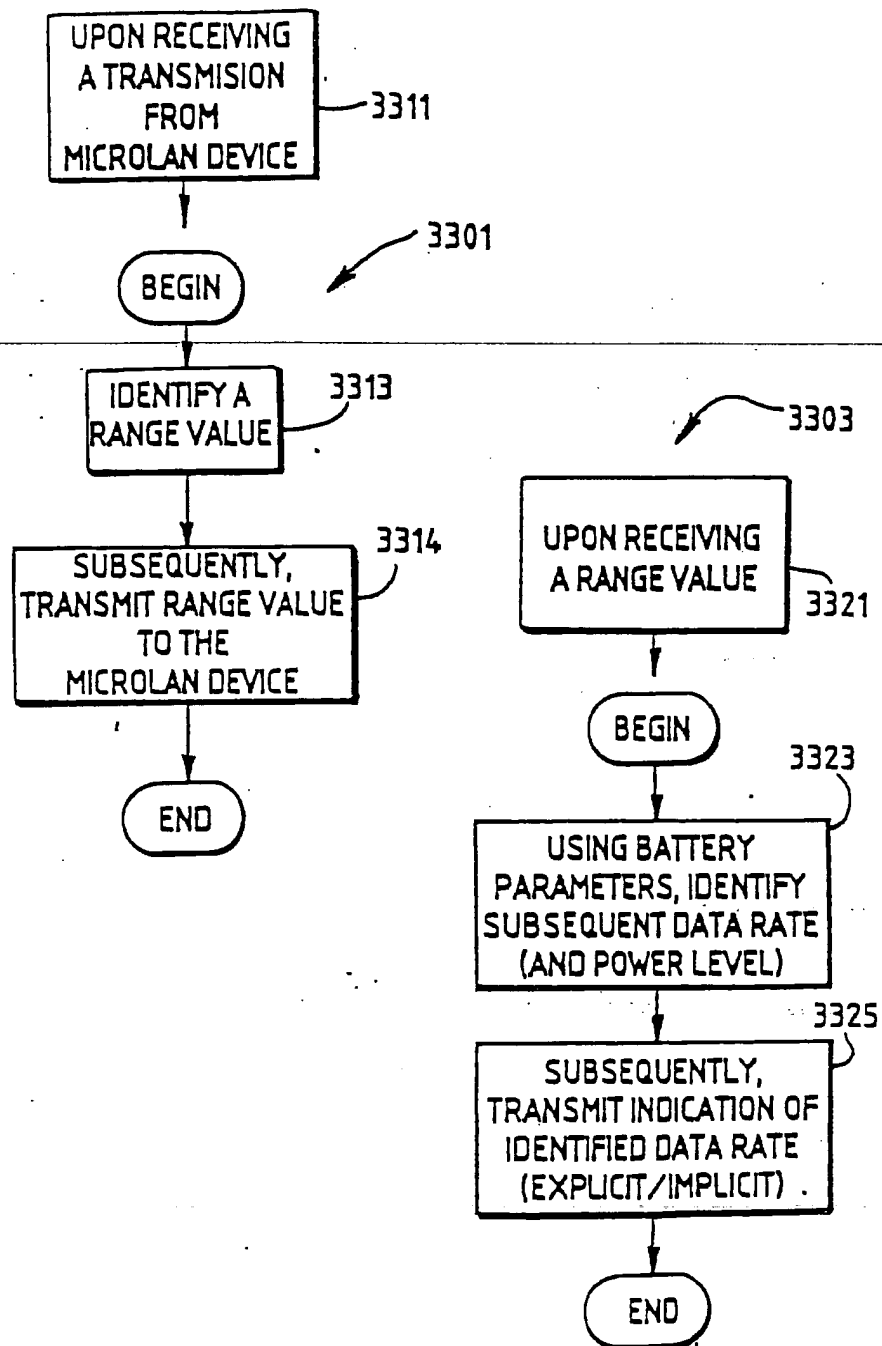 UPON RECEIVING
A TRANSMISION
FROM
MICROLAN DEVICE
3311
3301
BEGIN
IDENTIFY A
RANGE VALUE
3313
SUBSEQUENTLY,
TRANSMIT RANGE VALUE
TO THE
MICROLAN DEVICE
3314
END
3303
UPON RECEIVING
A RANGE VALUE
3321
BEGIN
3323
USING BATTERY
PARAMETERS, IDENTIFY
SUBSEQUENT DATA RATE
(AND POWER LEVEL)
3325
SUBSEQUENTLY,
TRANSMIT INDICATION OF
IDENTIFIED DATA RATE
(EXPLICIT/IMPLICIT)
END